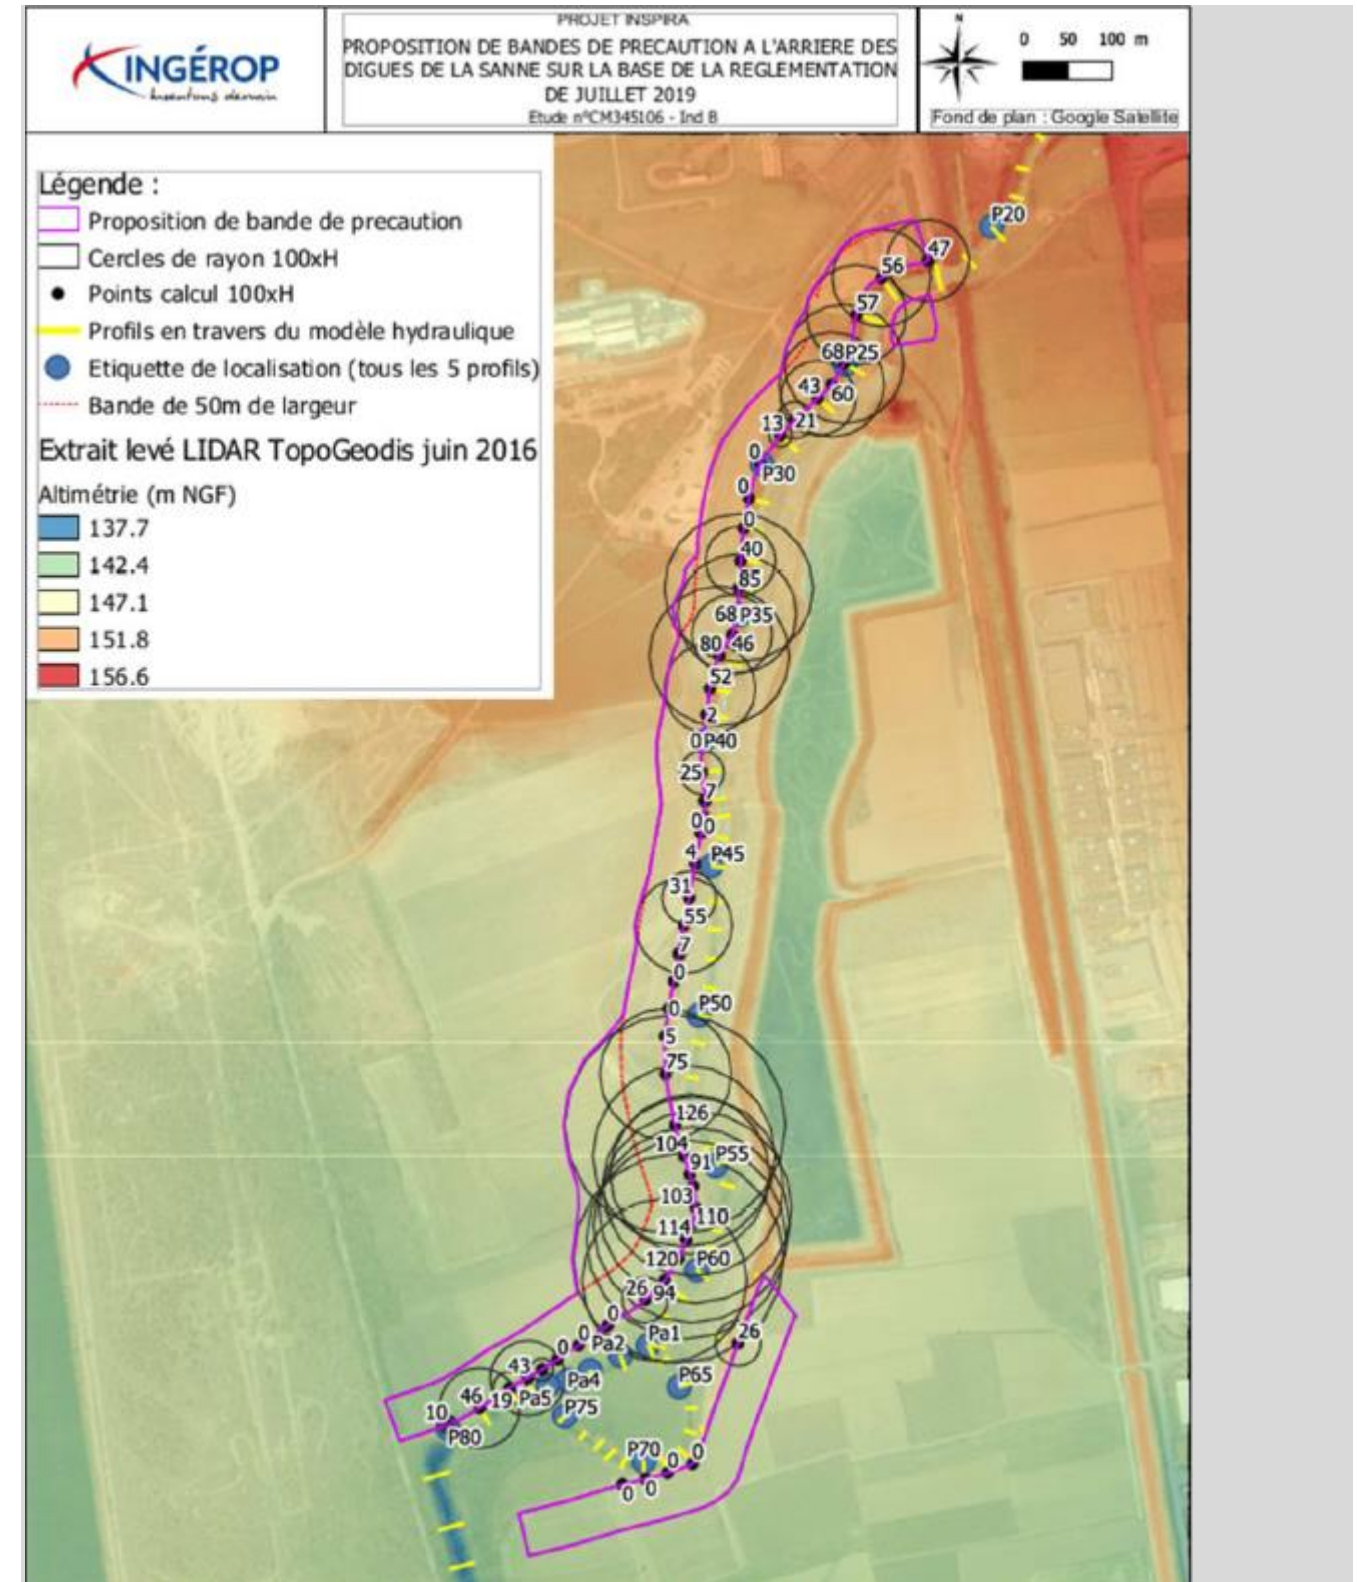 INGÉROP
Inventons demain
PROJET INSPIRA
PROPOSITION DE BANDES DE PRECAUTION A L'ARRIERE DES
DIGUES DE LA SANNE SUR LA BASE DE LA REGLEMENTATION
DE JUILLET 2019
Etude n°CM345106 - Ind B
N
0 50 100 m
Fond de plan : Google Satellite
Légende :
Proposition de bande de precaution
Cercles de rayon 100xH
Points calcul 100xH
Profils en travers du modèle hydraulique
Etiquette de localisation (tous les 5 profils)
Bande de 50m de largeur
Extrait levé LIDAR TopoGeodis juin 2016
Altimétrie (m NGF)
137.7
142.4
147.1
151.8
156.6
P20
47
56
57
68 P25
43 60
13 21
0
P30
0
0
40
85
68 P35
80 46
52
2
0 P40
25
7
0 0
4 P45
31
55
7
0
0 P50
5
75
126
104
91 P55
103
110
114
120 P60
26 94
0
26
0 Pa2 Pa1
0
43 Pa4 P65
46 19 Pa5
10 P75
P80
P70 0 0
0 0